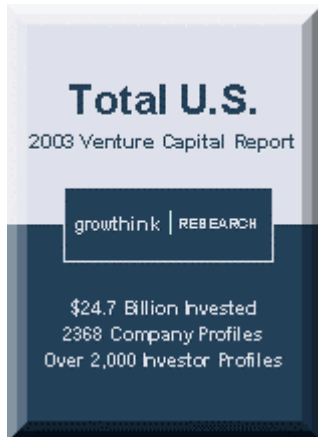 Total U.S.
2003 Venture Capital Report
growthink | RESEARCH
$24.7 Billion Invested
2368 Company Profiles
Over 2,000 Investor Profiles